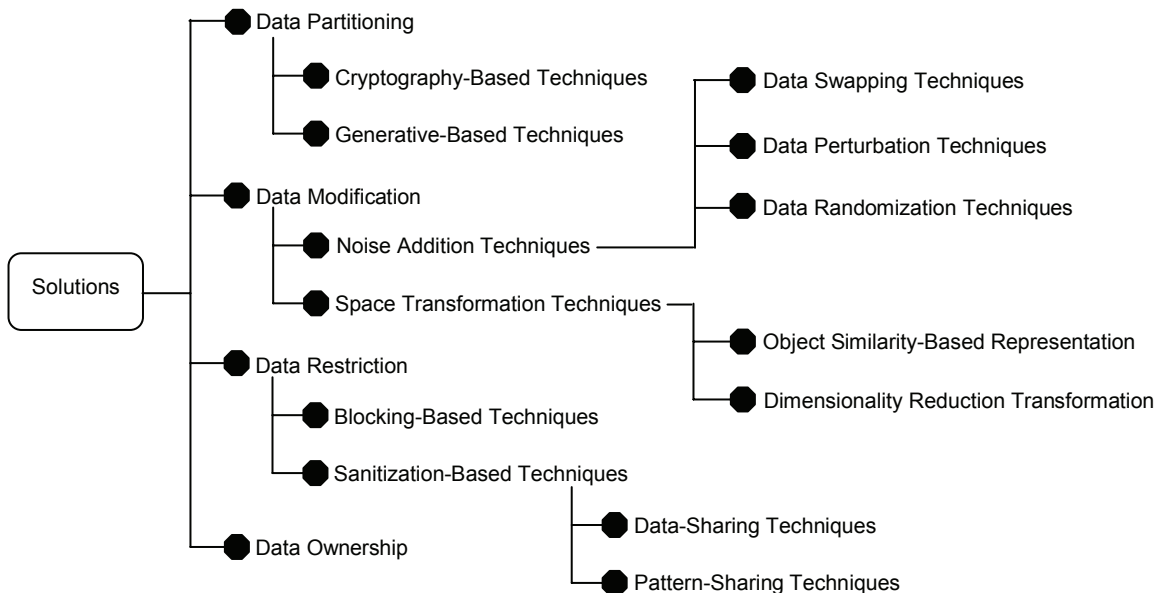 Solutions
Data Partitioning
Cryptography-Based Techniques
Generative-Based Techniques
Data Modification
Noise Addition Techniques
Data Swapping Techniques
Data Perturbation Techniques
Data Randomization Techniques
Space Transformation Techniques
Object Similarity-Based Representation
Dimensionality Reduction Transformation
Data Restriction
Blocking-Based Techniques
Sanitization-Based Techniques
Data-Sharing Techniques
Pattern-Sharing Techniques
Data Ownership